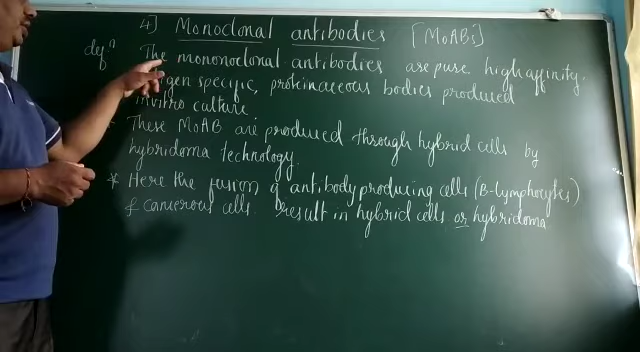 4] Monoclonal antibodies [MoABs]
defn The mononoclonal antibodies are pure high affinity.
igen specific, proteinaceous bodies produced
invitro culture.
* These MoAB are produced through hybrid cells by
hybridoma technology.
* Here the fusion of antibody producing cells (B-lymphocytes)
& cancerous cells. result in hybrid cells or hybridoma